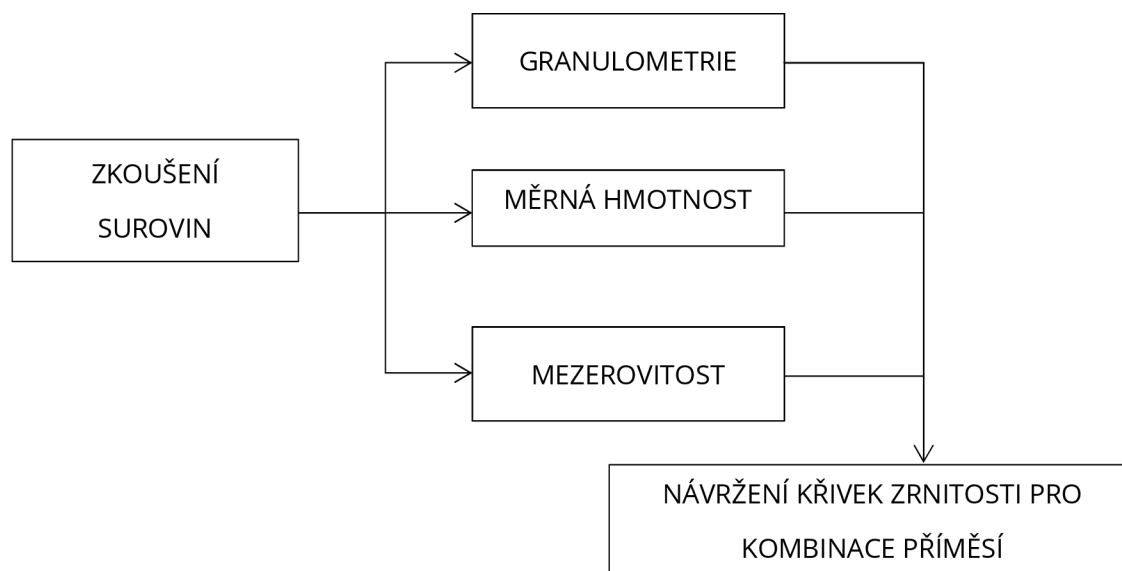 GRANULOMETRIE
ZKOUŠENÍ
SUROVIN
MĚRNÁ HMOTNOST
MEZEROVITOST
NÁVRŽENÍ KŘIVEK ZRNITOSTI PRO
KOMBINACE PŘÍMĚSÍ